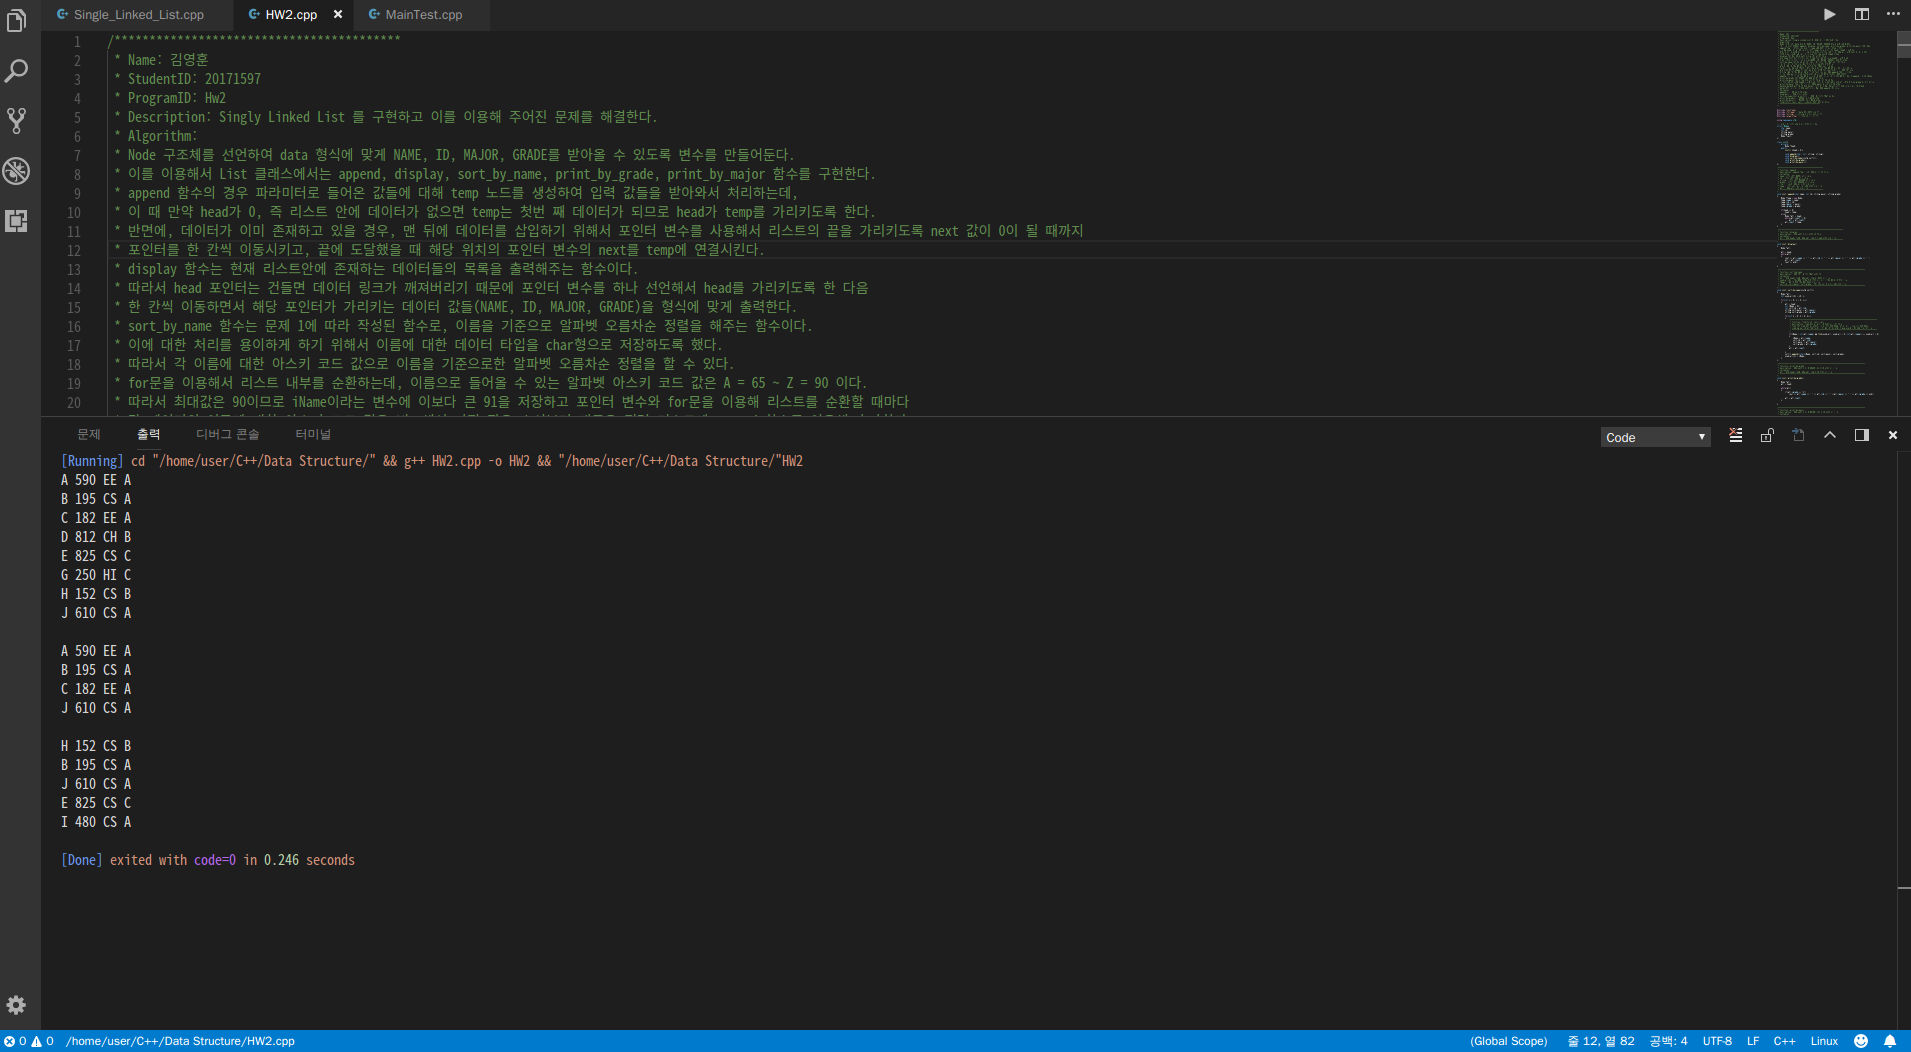 Single_Linked_List.cpp
HW2.cpp
MainTest.cpp
1 /*****************************************
2 * Name: 김영훈
3 * StudentID: 20171597
4 * ProgramID: Hw2
5 * Description: Singly Linked List 를 구현하고 이를 이용해 주어진 문제를 해결한다.
6 * Algorithm:
7 * Node 구조체를 선언하여 data 형식에 맞게 NAME, ID, MAJOR, GRADE를 받아올 수 있도록 변수를 만들어둔다.
8 * 이를 이용해서 List 클래스에서는 append, display, sort_by_name, print_by_grade, print_by_major 함수를 구현한다.
9 * append 함수의 경우 파라미터로 들어온 값들에 대해 temp 노드를 생성하여 입력 값들을 받아와서 처리하는데,
10 * 이 때 만약 head가 0, 즉 리스트 안에 데이터가 없으면 temp는 첫번 째 데이터가 되므로 head가 temp를 가리키도록 한다.
11 * 반면에, 데이터가 이미 존재하고 있을 경우, 맨 뒤에 데이터를 삽입하기 위해서 포인터 변수를 사용해서 리스트의 끝을 가리키도록 next 값이 0이 될 때까지
12 * 포인터를 한 칸씩 이동시키고, 끝에 도달했을 때 해당 위치의 포인터 변수의 next를 temp에 연결시킨다.
13 * display 함수는 현재 리스트안에 존재하는 데이터들의 목록을 출력해주는 함수이다.
14 * 따라서 head 포인터는 건들면 데이터 링크가 깨져버리기 때문에 포인터 변수를 하나 선언해서 head를 가리키도록 한 다음
15 * 한 칸씩 이동하면서 해당 포인터가 가리키는 데이터 값들(NAME, ID, MAJOR, GRADE)을 형식에 맞게 출력한다.
16 * sort_by_name 함수는 문제 1에 따라 작성된 함수로, 이름을 기준으로 알파벳 오름차순 정렬을 해주는 함수이다.
17 * 이에 대한 처리를 용이하게 하기 위해서 이름에 대한 데이터 타입을 char형으로 저장하도록 했다.
18 * 따라서 각 이름에 대한 아스키 코드 값으로 이름을 기준으로한 알파벳 오름차순 정렬을 할 수 있다.
19 * for문을 이용해서 리스트 내부를 순환하는데, 이름으로 들어올 수 있는 알파벳 아스키 코드 값은 A = 65 ~ Z = 90 이다.
20 * 따라서 최대값은 90이므로 iName이라는 변수에 이보다 큰 91을 저장하고 포인터 변수와 for문을 이용해 리스트를 순환할 때마다
문제 출력 디버그 콘솔 터미널
Code
[Running] cd "/home/user/C++/Data Structure/" && g++ HW2.cpp -o HW2 && "/home/user/C++/Data Structure/"HW2
A 590 EE A
B 195 CS A
C 182 EE A
D 812 CH B
E 825 CS C
G 250 HI C
H 152 CS B
J 610 CS A
A 590 EE A
B 195 CS A
C 182 EE A
J 610 CS A
H 152 CS B
B 195 CS A
J 610 CS A
E 825 CS C
I 480 CS A
[Done] exited with code=0 in 0.246 seconds
0 0 /home/user/C++/Data Structure/HW2.cpp (Global Scope) 줄 12, 열 82 공백: 4 UTF-8 LF C++ Linux